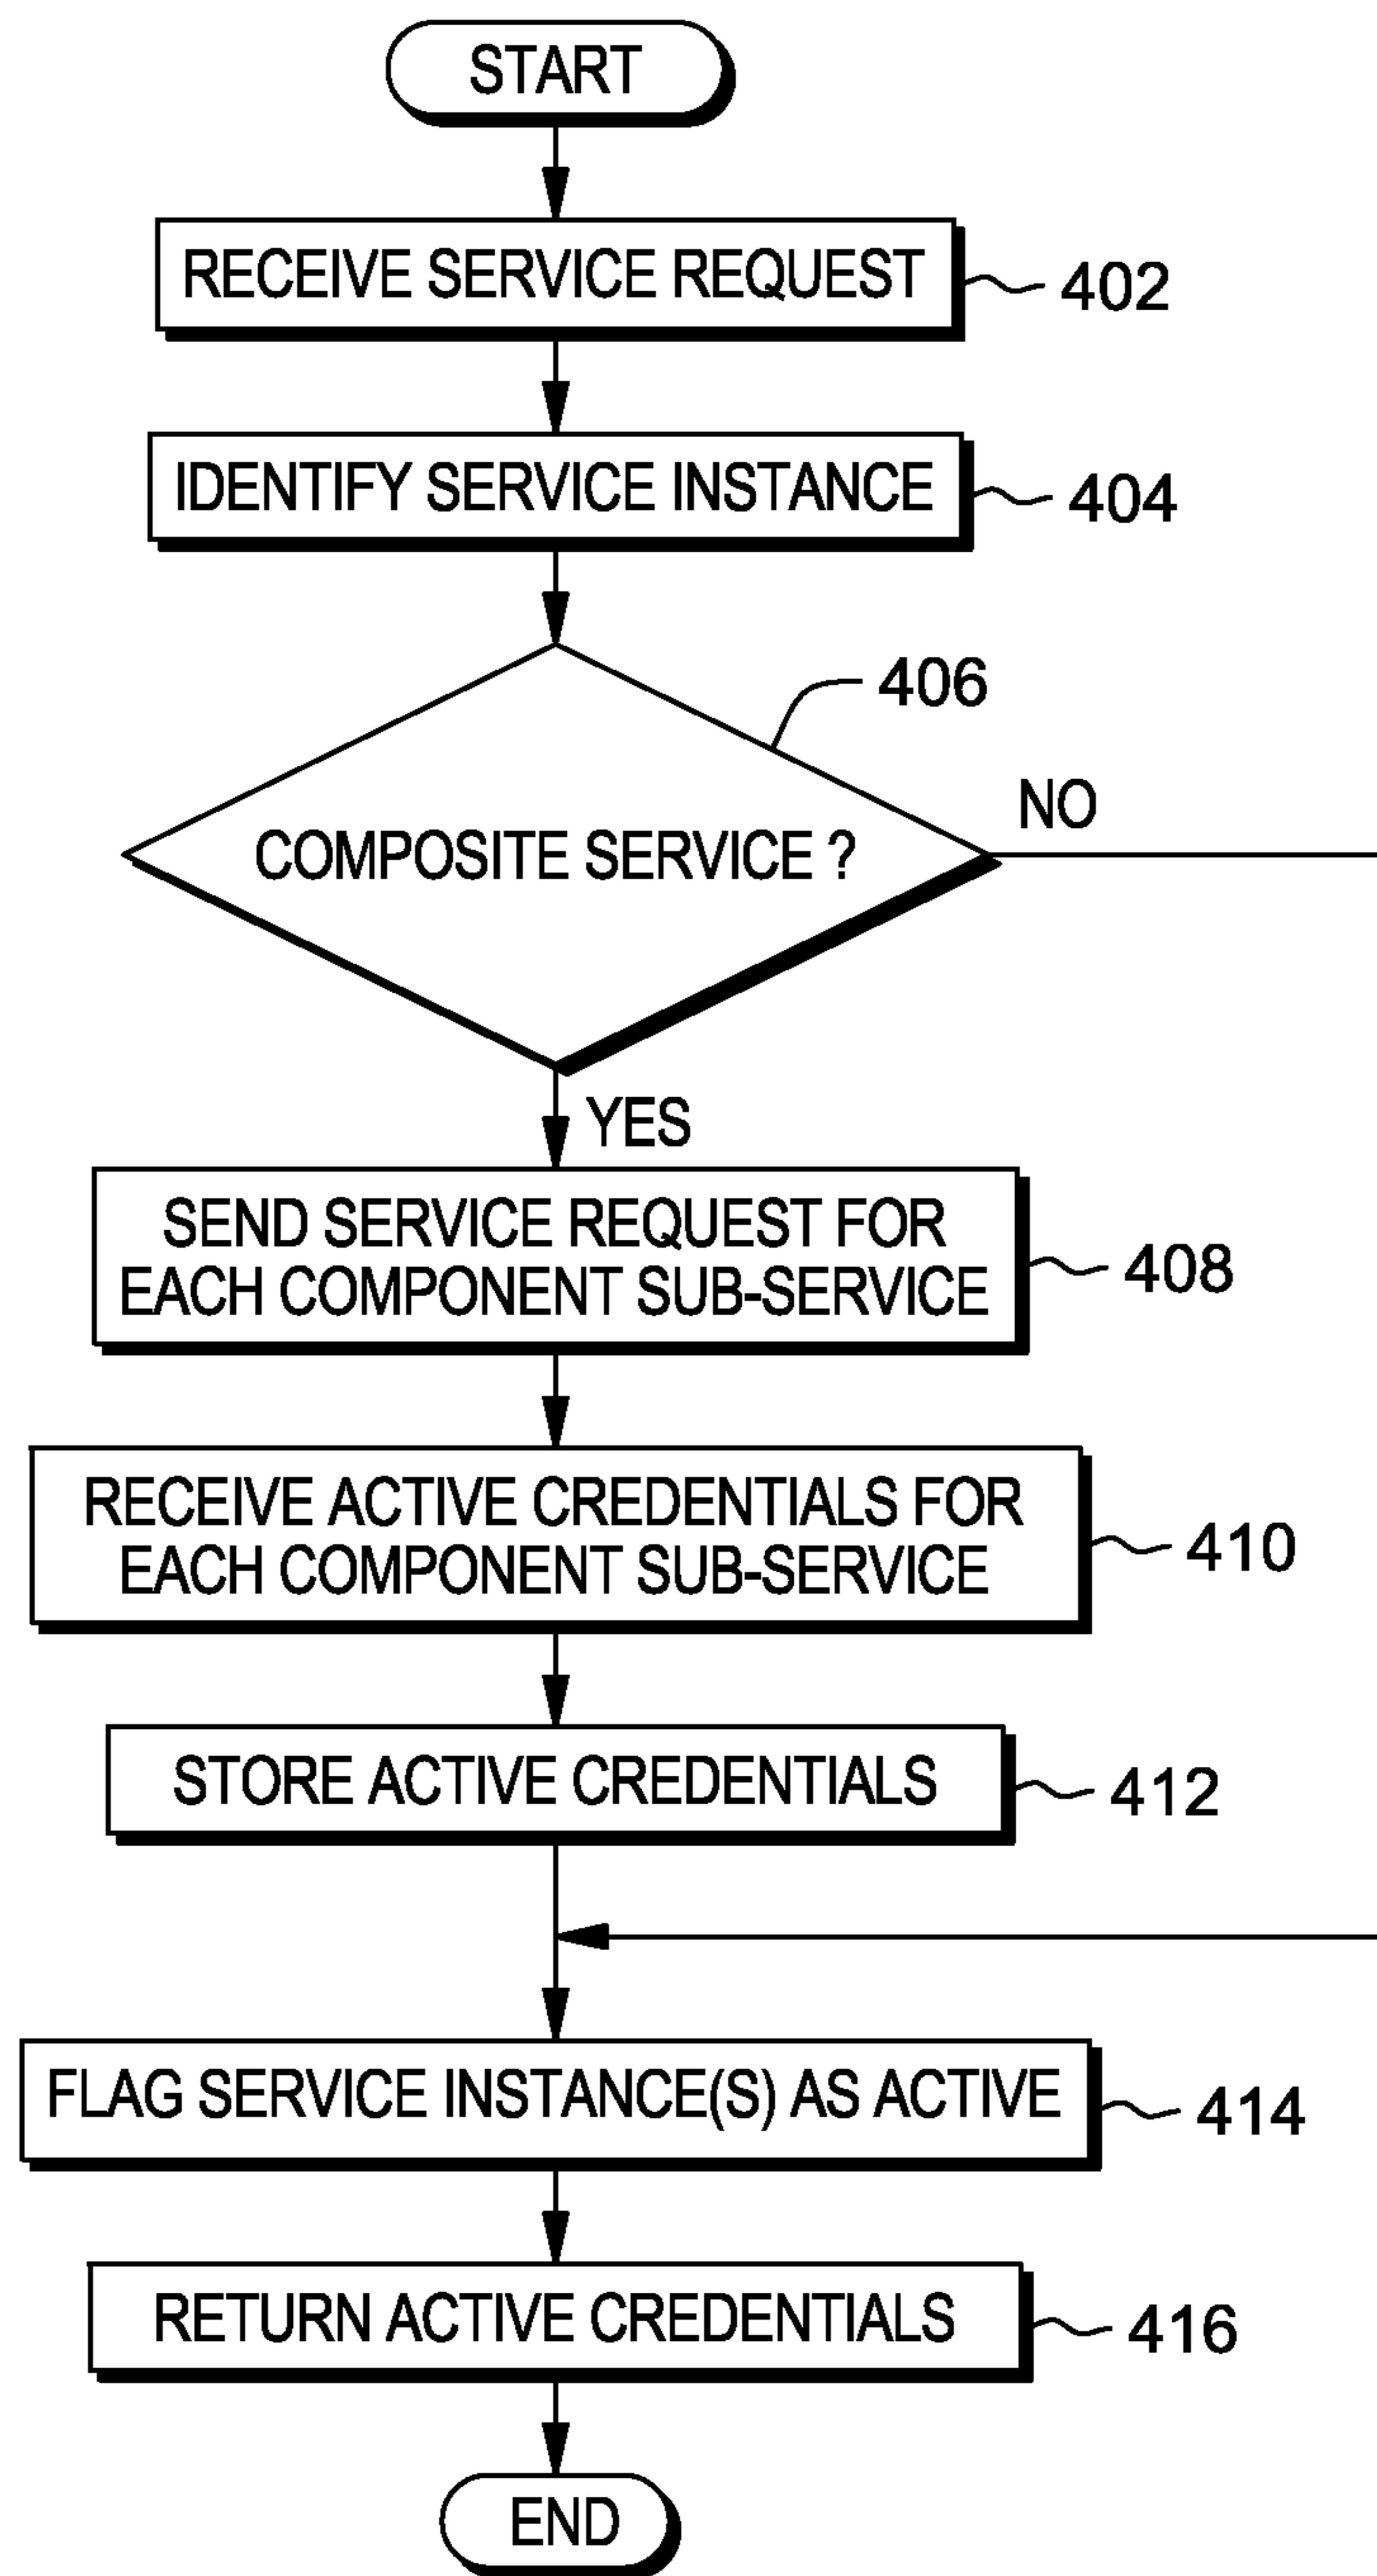 START
RECEIVE SERVICE REQUEST
402
IDENTIFY SERVICE INSTANCE
404
406
COMPOSITE SERVICE ?
NO
YES
SEND SERVICE REQUEST FOR
EACH COMPONENT SUB-SERVICE
408
RECEIVE ACTIVE CREDENTIALS FOR
EACH COMPONENT SUB-SERVICE
410
STORE ACTIVE CREDENTIALS
412
FLAG SERVICE INSTANCE(S) AS ACTIVE
414
RETURN ACTIVE CREDENTIALS
416
END